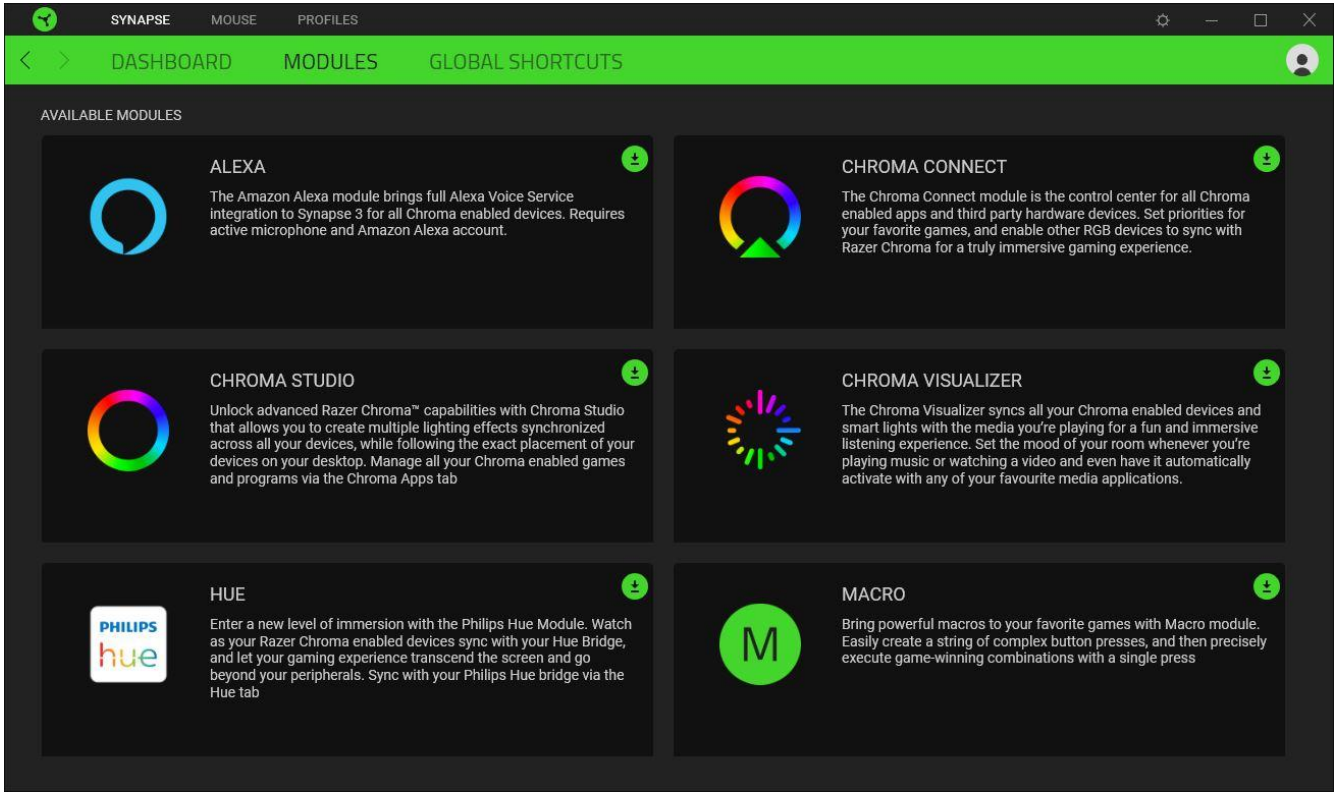 SYNAPSE MOUSE PROFILES
DASHBOARD MODULES GLOBAL SHORTCUTS
AVAILABLE MODULES
ALEXA
The Amazon Alexa module brings full Alexa Voice Service
integration to Synapse 3 for all Chroma enabled devices. Requires
active microphone and Amazon Alexa account.
CHROMA CONNECT
The Chroma Connect module is the control center for all Chroma
enabled apps and third party hardware devices. Set priorities for
your favorite games, and enable other RGB devices to sync with
Razer Chroma for a truly immersive gaming experience.
CHROMA STUDIO
Unlock advanced Razer Chroma™ capabilities with Chroma Studio
that allows you to create multiple lighting effects synchronized
across all your devices, while following the exact placement of your
devices on your desktop. Manage all your Chroma enabled games
and programs via the Chroma Apps tab
CHROMA VISUALIZER
The Chroma Visualizer syncs all your Chroma enabled devices and
smart lights with the media you're playing for a fun and immersive
listening experience. Set the mood of your room whenever you're
playing music or watching a video and even have it automatically
activate with any of your favourite media applications.
PHILIPS
hue
HUE
Enter a new level of immersion with the Philips Hue Module. Watch
as your Razer Chroma enabled devices sync with your Hue Bridge,
and let your gaming experience transcend the screen and go
beyond your peripherals. Sync with your Philips Hue bridge via the
Hue tab
M
MACRO
Bring powerful macros to your favorite games with Macro module.
Easily create a string of complex button presses, and then precisely
execute game-winning combinations with a single press